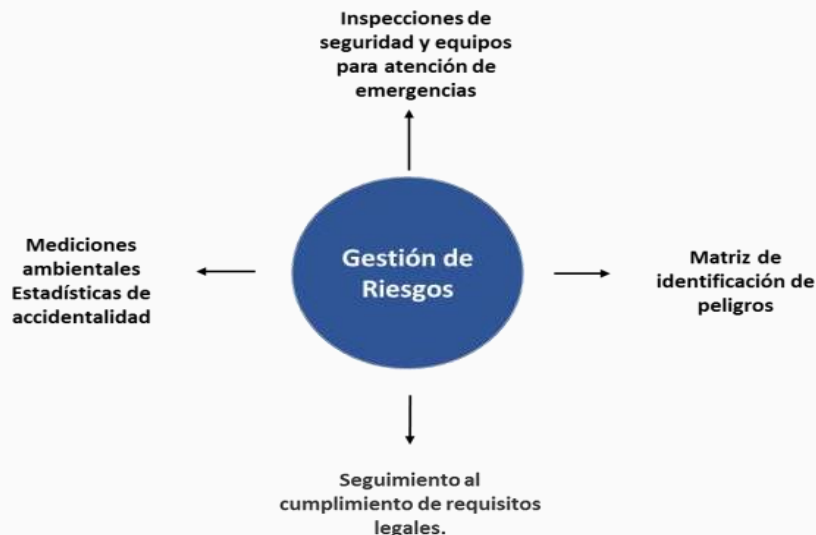 Inspecciones de
seguridad y equipos
para atención de
emergencias
Mediciones
ambientales
Estadísticas de
accidentalidad
Gestión de
Riesgos
Matriz de
identificación de
peligros
Seguimiento al
cumplimiento de requisitos
legales.